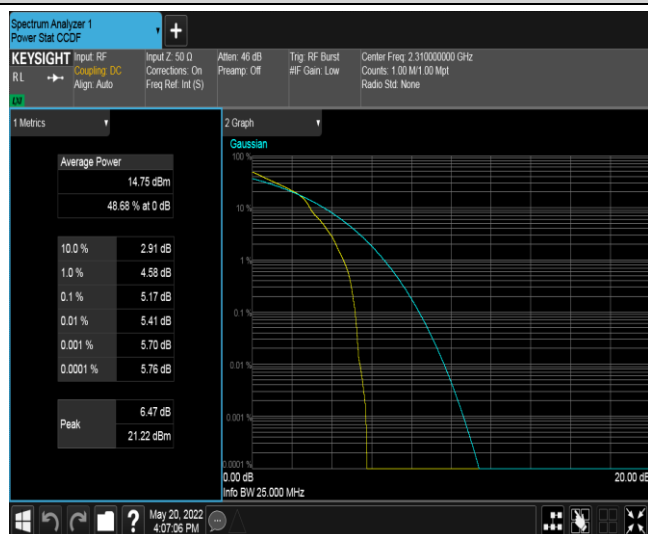 Spectrum Analyzer 1
Power Stat CCDF
KEYSIGHT
RL
LXI
Input: RF
Coupling: DC
Align: Auto
Input Z: 50 Ω
Corrections: On
Freq Ref: Int (S)
Atten: 46 dB
Preamp: Off
Trig: RF Burst
#IF Gain: Low
Center Freq: 2.310000000 GHz
Counts: 1.00 M/1.00 Mpt
Radio Std: None
1 Metrics
Average Power
14.75 dBm
48.68 % at 0 dB
10.0 % 2.91 dB
1.0 % 4.58 dB
0.1 % 5.17 dB
0.01 % 5.41 dB
0.001 % 5.70 dB
0.0001 % 5.76 dB
Peak
6.47 dB
21.22 dBm
2 Graph
Gaussian
100 %
10 %
1 %
0.1 %
0.01 %
0.001 %
0.0001 %
0.00 dB
20.00 dB
Info BW 25.000 MHz
May 20, 2022
4:07:06 PM